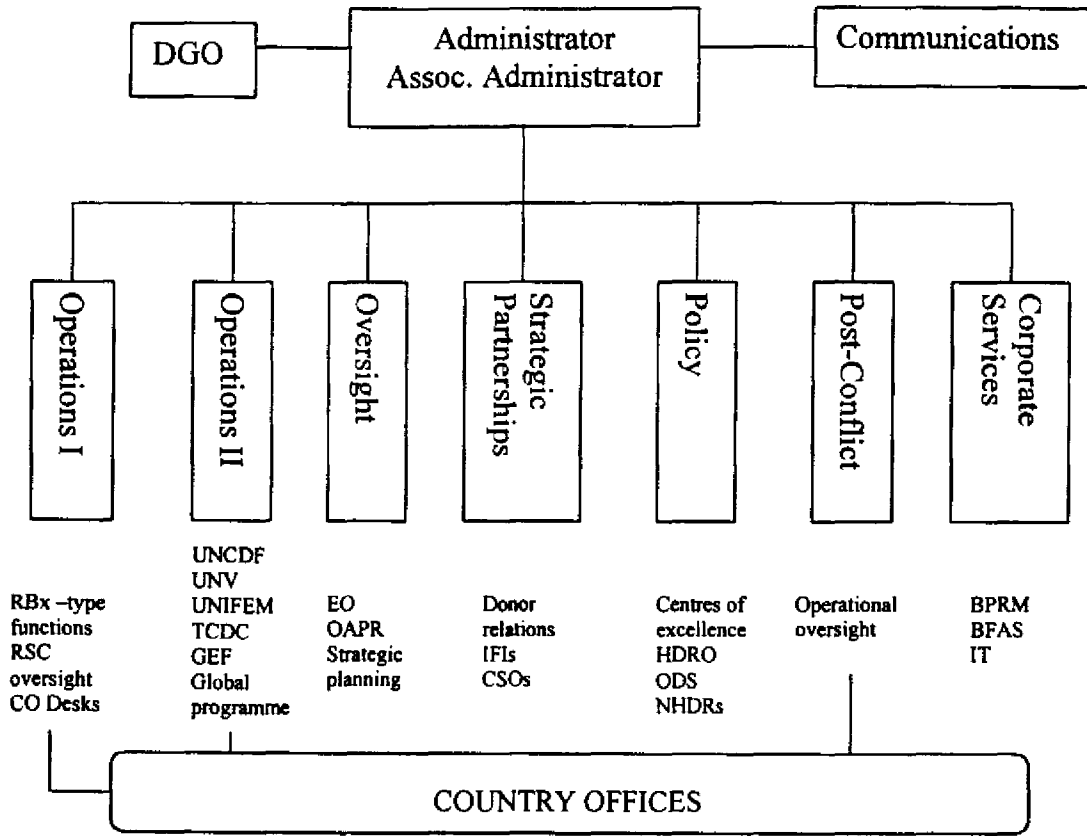 DGO
Administrator
Assoc. Administrator
Communications
Operations I
Operations II
Oversight
Strategic
Partnerships
Policy
Post-Conflict
Corporate
Services
RBx –type
functions
RSC
oversight
CO Desks
UNCDF
UNV
UNIFEM
TCDC
GEF
Global
programme
EO
OAPR
Strategic
planning
Donor
relations
IFIs
CSOs
Centres of
excellence
HDRO
ODS
NHDRs
Operational
oversight
BPRM
BFAS
IT
COUNTRY OFFICES